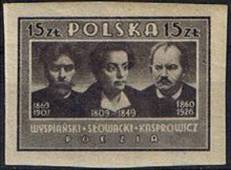 15 ZŁ POLSKA 15 ZŁ
1869 1907
1809-1849
1860 1926
WYSPIAŃSKI • SŁOWACKI • KASPROWICZ
POEZJA